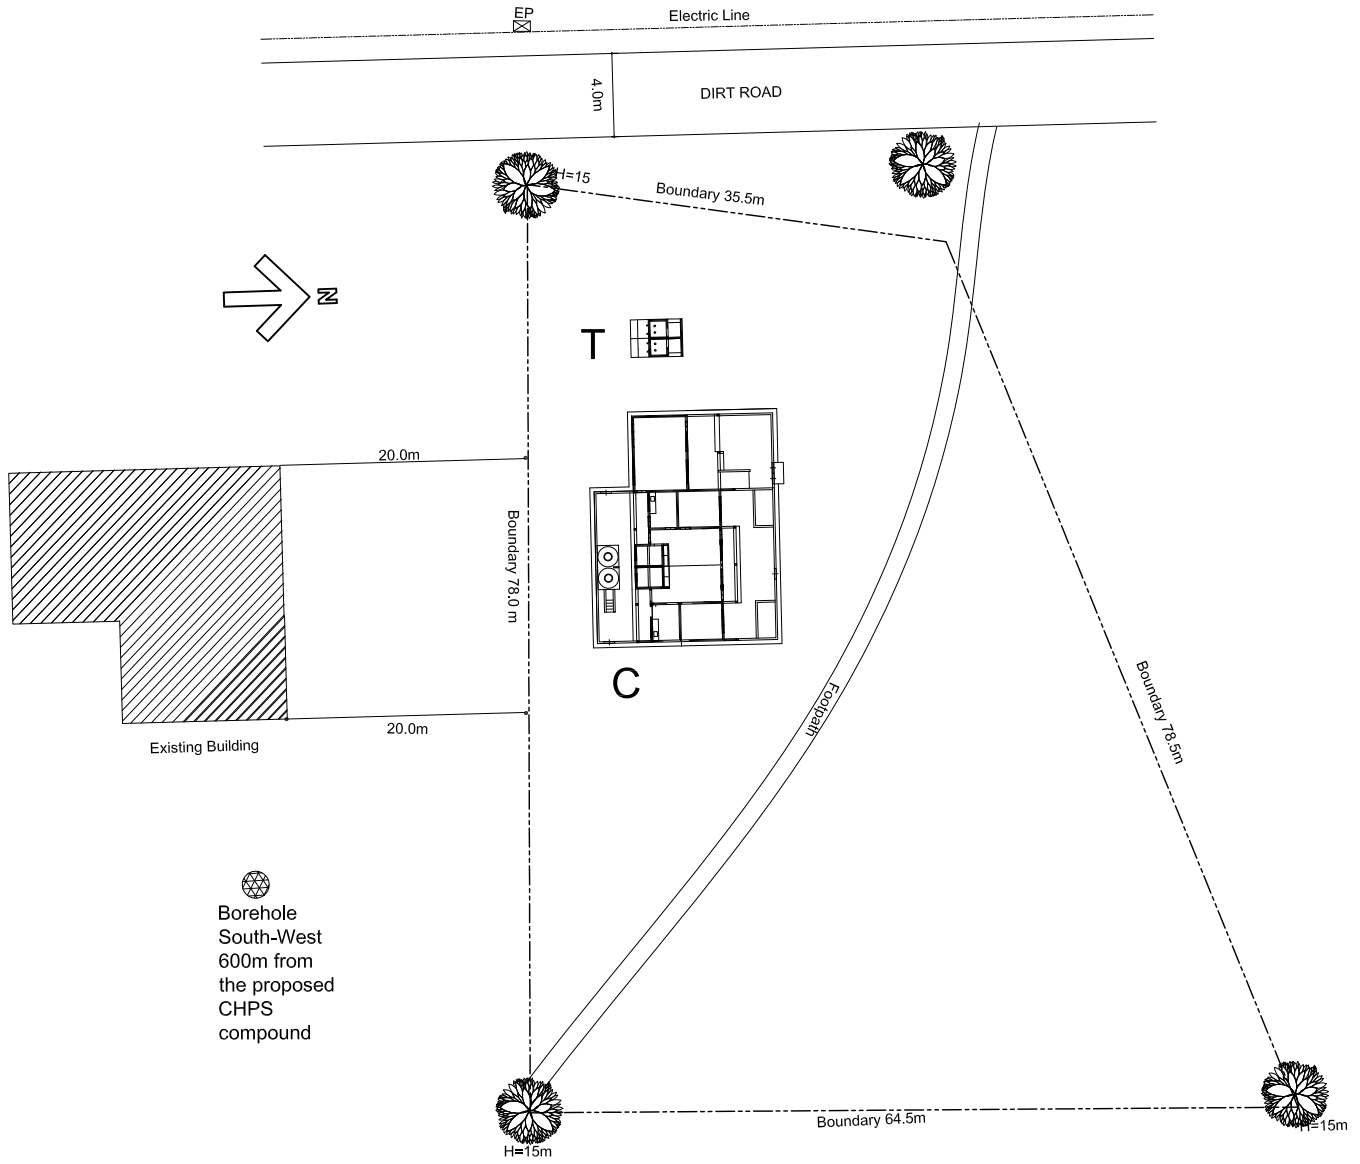 EP
Electric Line
4.0m
DIRT ROAD
H=15
Boundary 35.5m
N
T
20.0m
Boundary 78.0 m
C
20.0m
Existing Building
Footpath
Boundary 78.5m
Borehole
South-West
600m from
the proposed
CHPS
compound
Boundary 64.5m
H=15m
H=15m